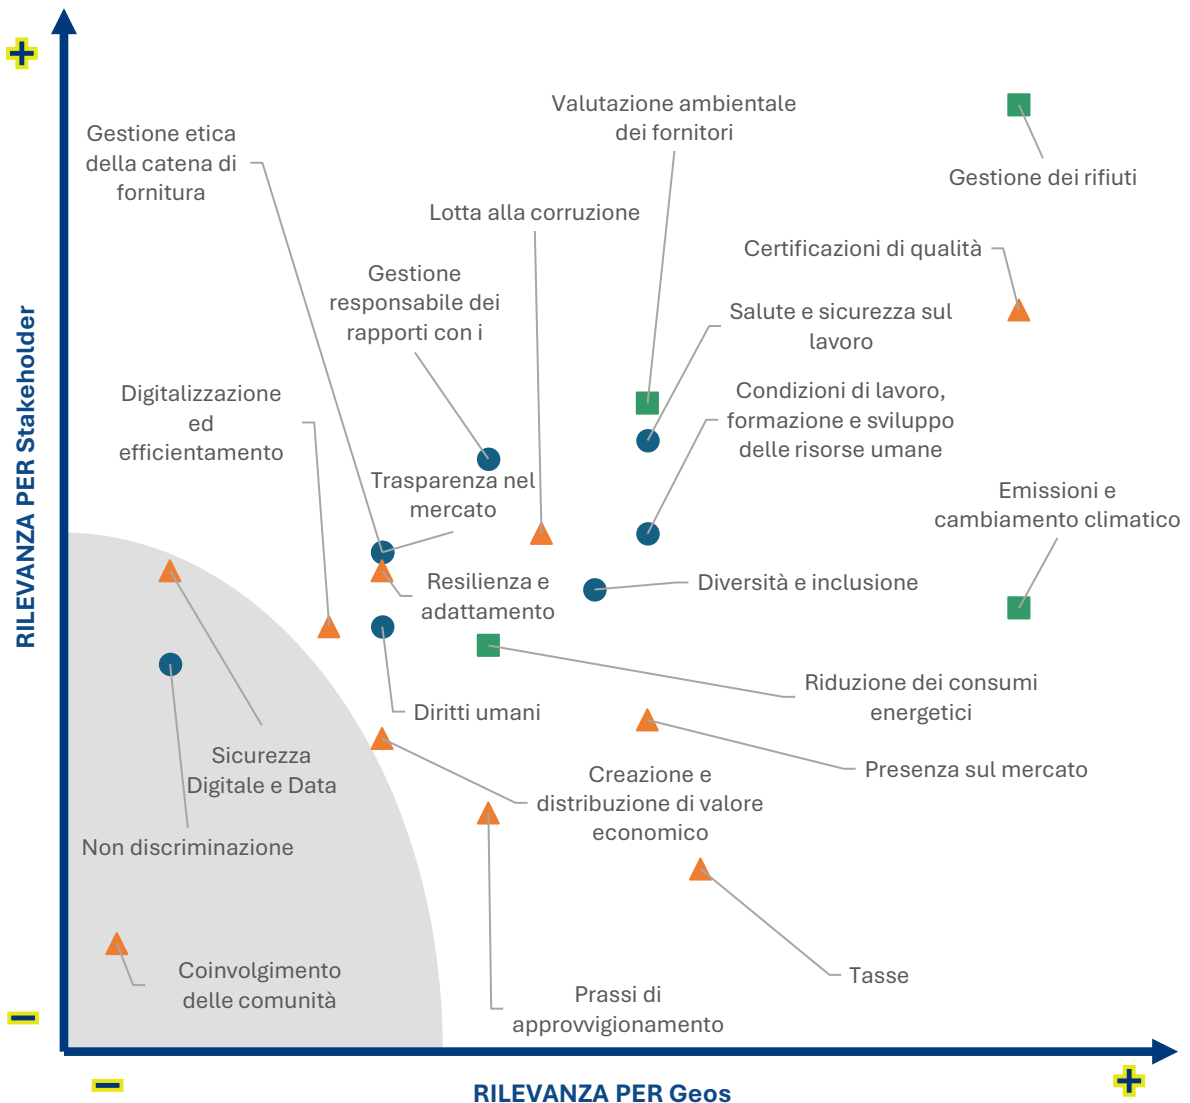 +
Valutazione ambientale
dei fornitori
Gestione etica
della catena di
fornitura
Gestione dei rifiuti
Lotta alla corruzione
Certificazioni di qualità
Gestione
responsabile dei
rapporti con i
Salute e sicurezza sul
lavoro
Digitalizzazione
ed
efficientamento
Condizioni di lavoro,
formazione e sviluppo
delle risorse umane
Trasparenza nel
mercato
Emissioni e
cambiamento climatico
RILEVANZA PER Stakeholder
Resilienza e
adattamento
Diversità e inclusione
Riduzione dei consumi
energetici
Diritti umani
Sicurezza
Digitale e Data
Creazione e
distribuzione di valore
economico
Presenza sul mercato
Non discriminazione
Coinvolgimento
delle comunità
Tasse
Prassi di
approvvigionamento
−
−
RILEVANZA PER Geos
+